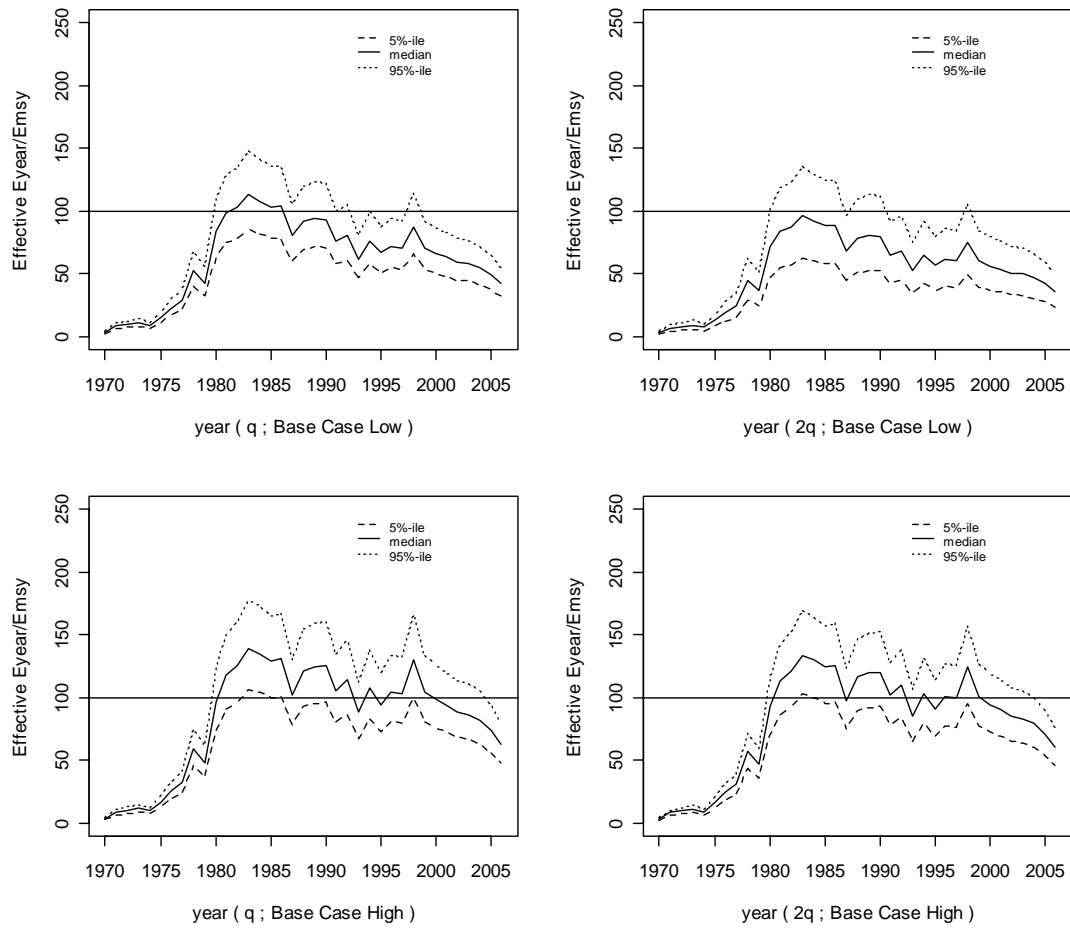 Effective Eyear/Emsy
250
200
150
100
50
0
5%-ile
median
95%-ile
1970 1975 1980 1985 1990 1995 2000 2005
year ( q ; Base Case Low )
Effective Eyear/Emsy
250
200
150
100
50
0
5%-ile
median
95%-ile
1970 1975 1980 1985 1990 1995 2000 2005
year ( 2q ; Base Case Low )
Effective Eyear/Emsy
250
200
150
100
50
0
5%-ile
median
95%-ile
1970 1975 1980 1985 1990 1995 2000 2005
year ( q ; Base Case High )
Effective Eyear/Emsy
250
200
150
100
50
0
5%-ile
median
95%-ile
1970 1975 1980 1985 1990 1995 2000 2005
year ( 2q ; Base Case High )